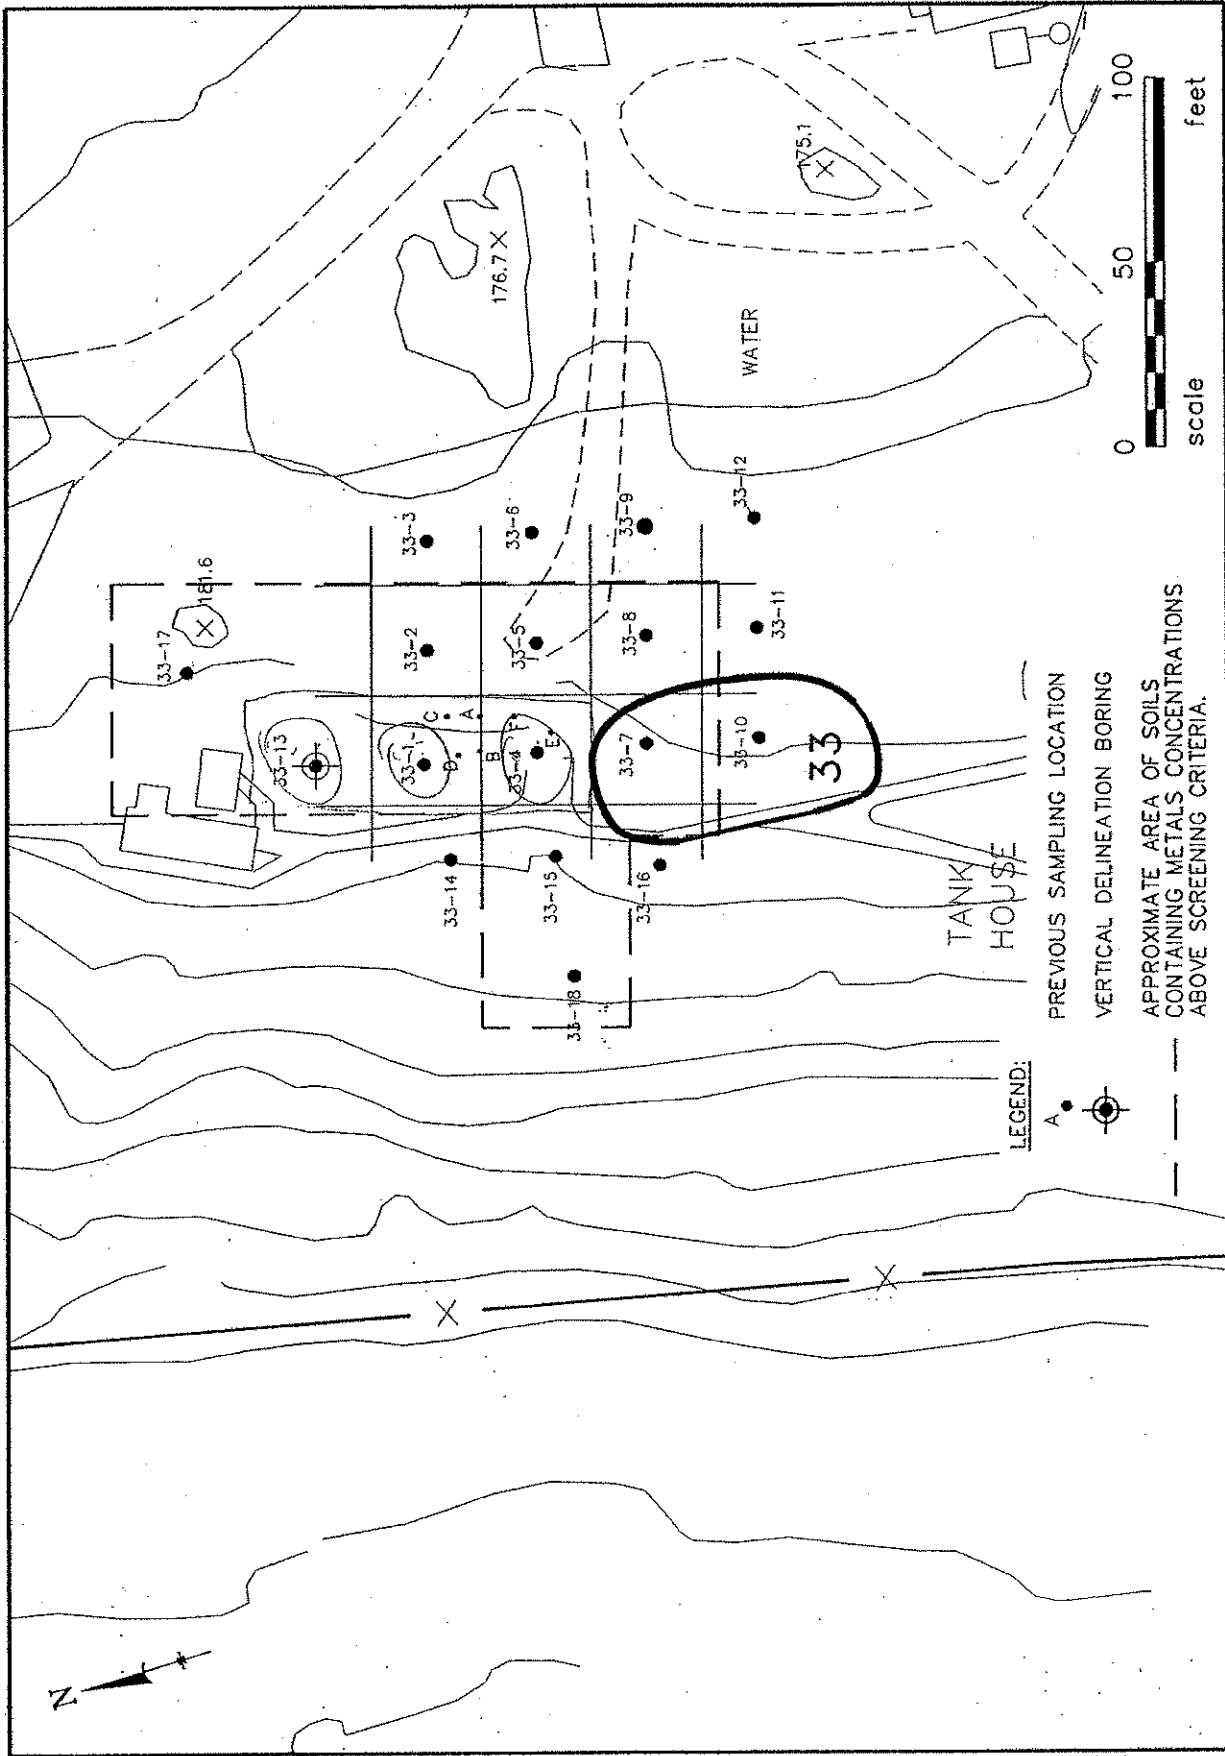 N
33-17
181.6
33-13
33-1
33-2
33-3
176.7
C
D
A
B
F
E
33-4
33-5
33-6
33-14
33-15
33-16
33-18
33-7
33-8
33-9
33-10
33-11
33-12
33
175.1
WATER
TANK
HOUSE
0 50 100
scale feet
LEGEND:
A
PREVIOUS SAMPLING LOCATION
VERTICAL DELINEATION BORING
APPROXIMATE AREA OF SOILS
CONTAINING METALS CONCENTRATIONS
ABOVE SCREENING CRITERIA.